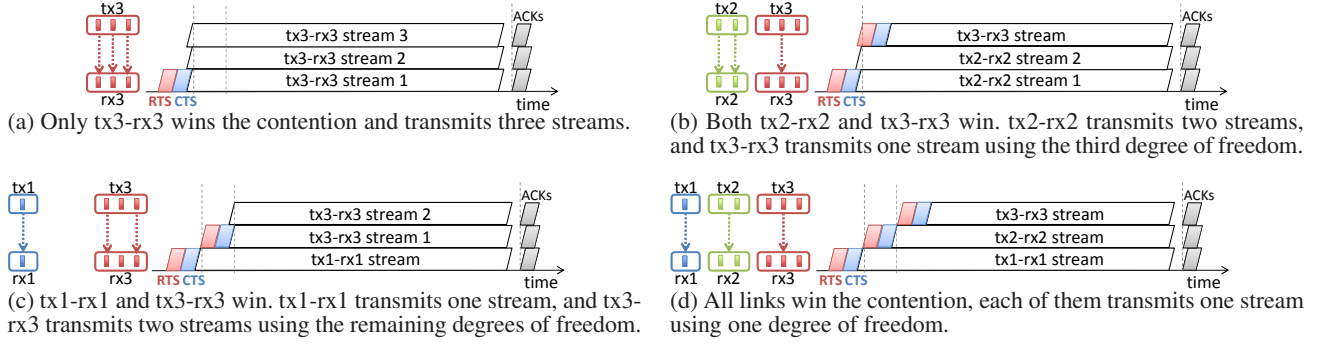 tx3
ACKs
tx3-rx3 stream 3
tx3-rx3 stream 2
tx3-rx3 stream 1
rx3
RTS CTS
time
(a) Only tx3-rx3 wins the contention and transmits three streams.
tx2 tx3
ACKs
tx3-rx3 stream
tx2-rx2 stream 2
tx2-rx2 stream 1
rx2 rx3
RTS CTS
time
(b) Both tx2-rx2 and tx3-rx3 win. tx2-rx2 transmits two streams,
and tx3-rx3 transmits one stream using the third degree of freedom.
tx1 tx3
ACKs
tx3-rx3 stream 2
tx3-rx3 stream 1
tx1-rx1 stream
rx1 rx3
RTS CTS
time
(c) tx1-rx1 and tx3-rx3 win. tx1-rx1 transmits one stream, and tx3-
rx3 transmits two streams using the remaining degrees of freedom.
tx1 tx2 tx3
ACKs
tx3-rx3 stream
tx2-rx2 stream
tx1-rx1 stream
rx1 rx2 rx3
RTS CTS
time
(d) All links win the contention, each of them transmits one stream
using one degree of freedom.